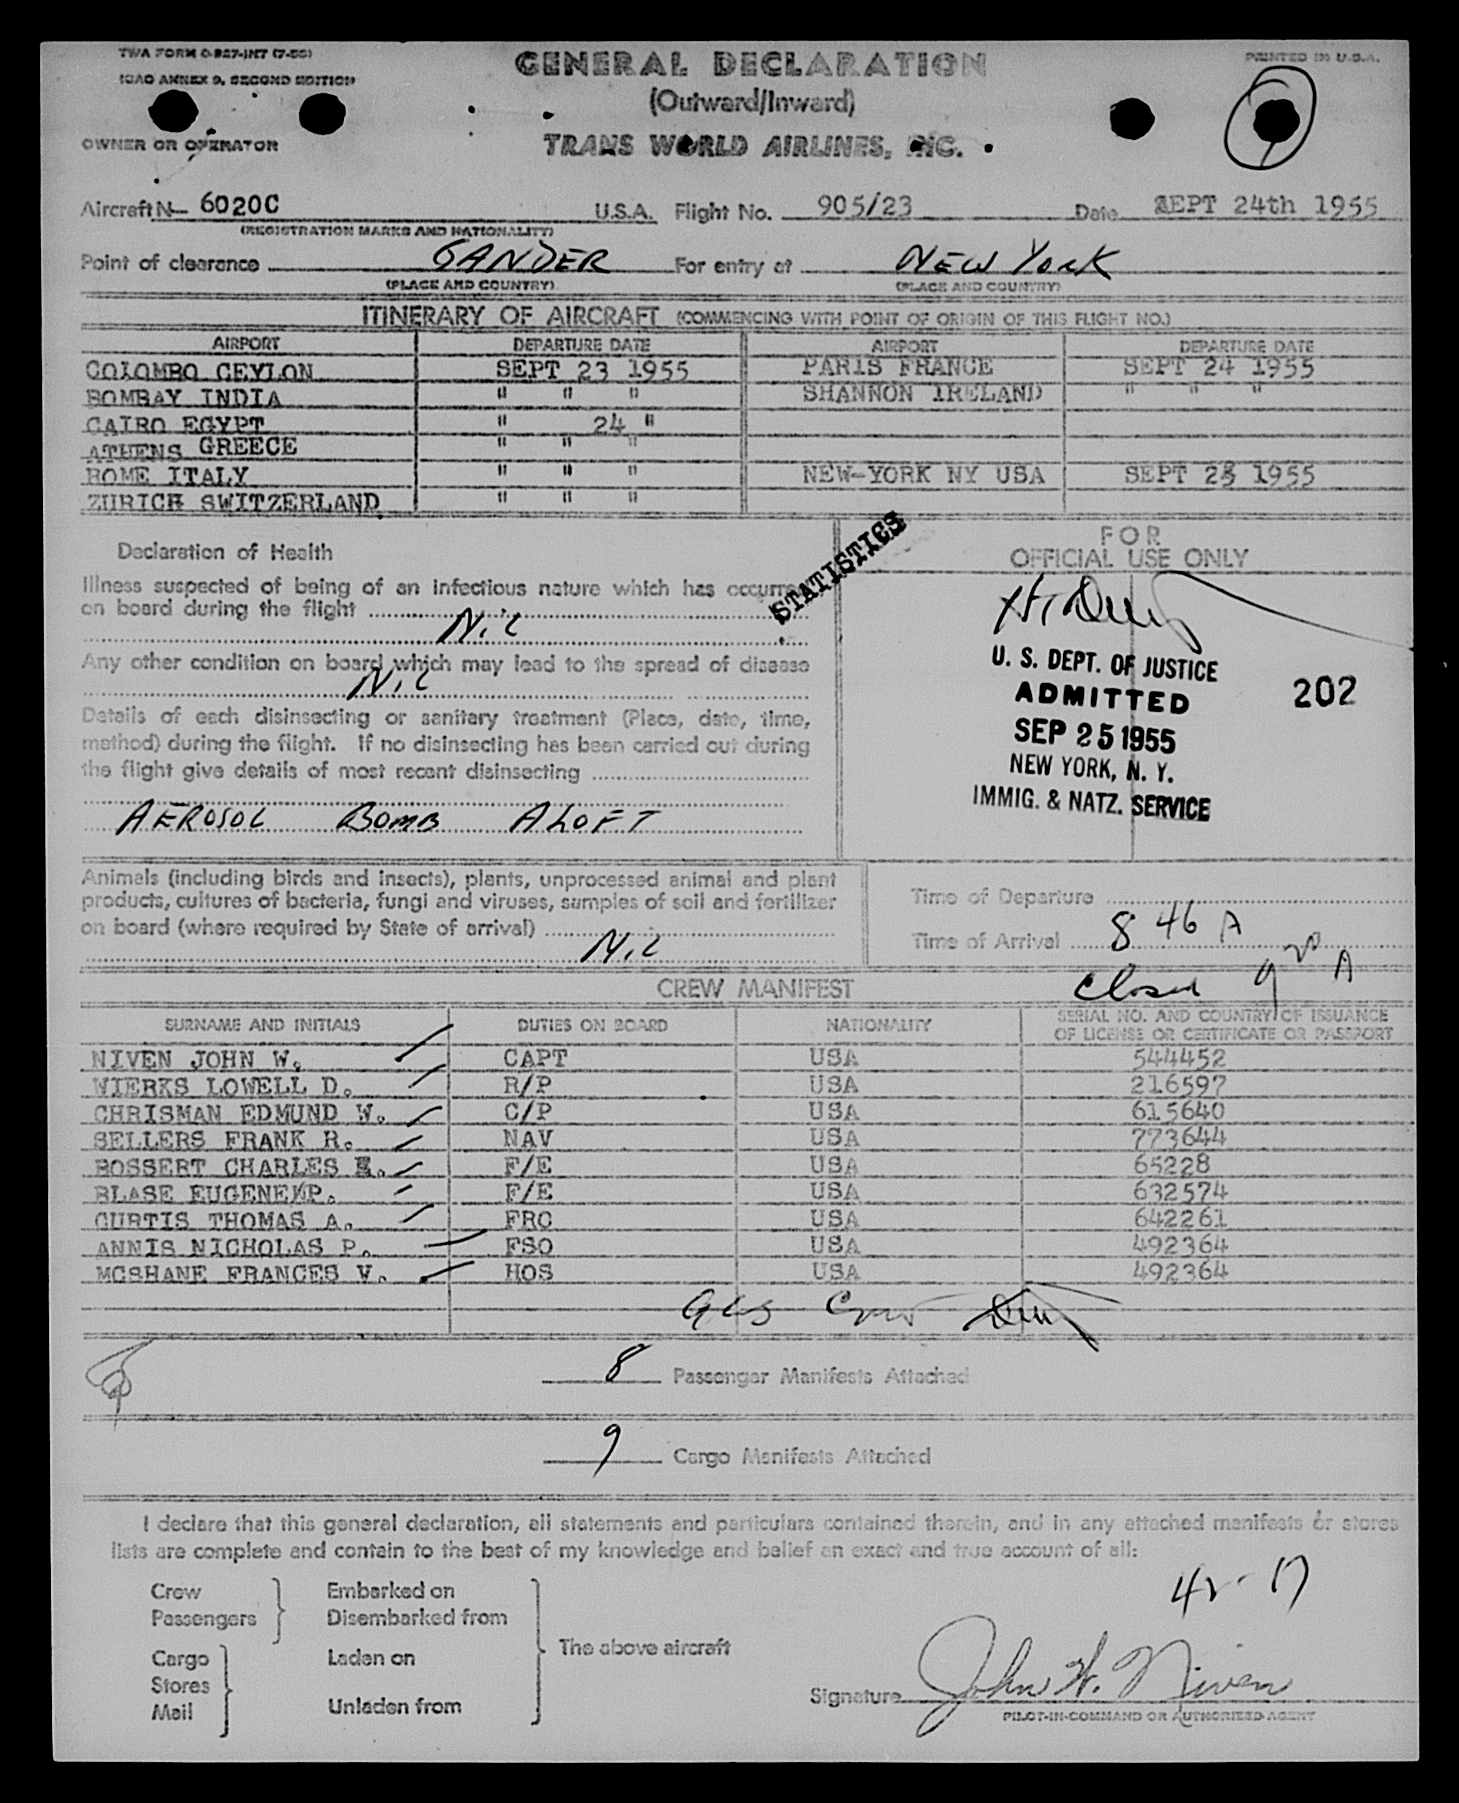 TWA FORM O-827-INT (7-55)
ICAO ANNEX 9, SECOND EDITION
GENERAL DECLARATION
PRINTED IN U.S.A.
(Outward/Inward)
OWNER OR OPERATOR
TRANS WORLD AIRLINES, INC.
Aircraft N- 6020C U.S.A. Flight No. 905/23 Date SEPT 24th 1955
(REGISTRATION MARKS AND NATIONALITY)
Point of clearance GANDER For entry at NEW YORK
(PLACE AND COUNTRY) (PLACE AND COUNTRY)
ITINERARY OF AIRCRAFT (COMMENCING WITH POINT OF ORIGIN OF THIS FLIGHT NO.)
AIRPORT DEPARTURE DATE AIRPORT DEPARTURE DATE
COLOMBO CEYLON SEPT 23 1955 PARIS FRANCE SEPT 24 1955
BOMBAY INDIA " " " SHANNON IRELAND " " "
CAIRO EGYPT " 24 "
ATHENS GREECE " " "
ROME ITALY " " " NEW-YORK NY USA SEPT 25 1955
ZURICH SWITZERLAND " " "
STATISTICS
FOR
OFFICIAL USE ONLY
Declaration of Health
Illness suspected of being of an infectious nature which has occurred
on board during the flight
Nil
Any other condition on board which may lead to the spread of disease
Nil
Details of each disinsecting or sanitary treatment (Place, date, time,
method) during the flight. If no disinsecting has been carried out during
the flight give details of most recent disinsecting
AEROSOL BOMB ALOFT
U. S. DEPT. OF JUSTICE
ADMITTED
202
SEP 25 1955
NEW YORK, N. Y.
IMMIG. & NATZ. SERVICE
Animals (including birds and insects), plants, unprocessed animal and plant
products, cultures of bacteria, fungi and viruses, samples of soil and fertilizer
on board (where required by State of arrival)
Nil
Time of Departure
Time of Arrival 8 46 A
Closed 9 20 A
CREW MANIFEST
SURNAME AND INITIALS DUTIES ON BOARD NATIONALITY SERIAL NO. AND COUNTRY OF ISSUANCE
OF LICENSE OR CERTIFICATE OR PASSPORT
NIVEN JOHN W. CAPT USA 544452
WIERKS LOWELL D. R/P USA 216597
CHRISMAN EDMUND W. C/P USA 615640
SELLERS FRANK R. NAV USA 773644
BOSSERT CHARLES E. F/E USA 65228
BLASE EUGENE P. F/E USA 632574
CURTIS THOMAS A. FRO USA 642261
ANNIS NICHOLAS P. FSO USA 492364
MCSHANE FRANCES V. HOS USA 492364
8 Passenger Manifests Attached
9 Cargo Manifests Attached
I declare that this general declaration, all statements and particulars contained therein, and in any attached manifests or stores
lists are complete and contain to the best of my knowledge and belief an exact and true account of all:
Crew Embarked on
Passengers Disembarked from
The above aircraft
Cargo Laden on
Stores
Mail Unladen from
42-17
Signature John W. Niven
PILOT-IN-COMMAND OR AUTHORIZED AGENT